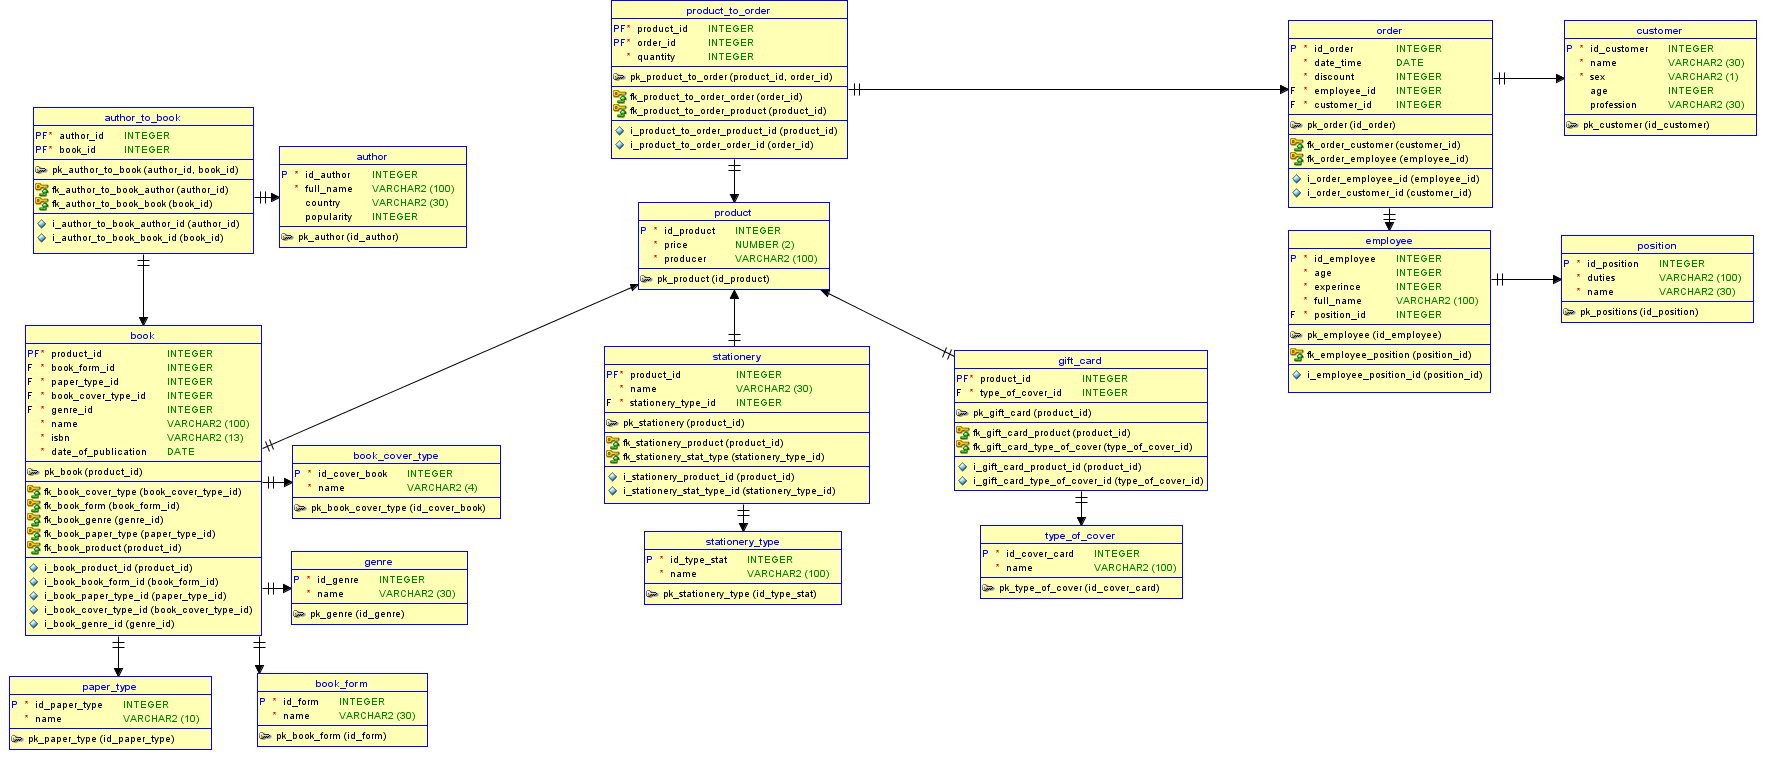 product_to_order
PF* product_id INTEGER
PF* order_id INTEGER
* quantity INTEGER
pk_product_to_order (product_id, order_id)
fk_product_to_order_order (order_id)
fk_product_to_order_product (product_id)
i_product_to_order_product_id (product_id)
i_product_to_order_order_id (order_id)
order
P * id_order INTEGER
* date_time DATE
* discount INTEGER
F * employee_id INTEGER
F * customer_id INTEGER
pk_order (id_order)
fk_order_customer (customer_id)
fk_order_employee (employee_id)
i_order_employee_id (employee_id)
i_order_customer_id (customer_id)
customer
P * id_customer INTEGER
* name VARCHAR2 (30)
* sex VARCHAR2 (1)
age INTEGER
profession VARCHAR2 (30)
pk_customer (id_customer)
author_to_book
PF* author_id INTEGER
PF* book_id INTEGER
pk_author_to_book (author_id, book_id)
fk_author_to_book_author (author_id)
fk_author_to_book_book (book_id)
i_author_to_book_author_id (author_id)
i_author_to_book_book_id (book_id)
author
P * id_author INTEGER
* full_name VARCHAR2 (100)
country VARCHAR2 (30)
popularity INTEGER
pk_author (id_author)
product
P * id_product INTEGER
* price NUMBER (2)
* producer VARCHAR2 (100)
pk_product (id_product)
employee
P * id_employee INTEGER
* age INTEGER
* experince INTEGER
* full_name VARCHAR2 (100)
F * position_id INTEGER
pk_employee (id_employee)
fk_employee_position (position_id)
i_employee_position_id (position_id)
position
P * id_position INTEGER
* duties VARCHAR2 (100)
* name VARCHAR2 (30)
pk_positions (id_position)
book
PF* product_id INTEGER
F * book_form_id INTEGER
F * paper_type_id INTEGER
F * book_cover_type_id INTEGER
F * genre_id INTEGER
* name VARCHAR2 (100)
* isbn VARCHAR2 (13)
* date_of_publication DATE
pk_book (product_id)
fk_book_cover_type (book_cover_type_id)
fk_book_form (book_form_id)
fk_book_genre (genre_id)
fk_book_paper_type (paper_type_id)
fk_book_product (product_id)
i_book_product_id (product_id)
i_book_book_form_id (book_form_id)
i_book_paper_type_id (paper_type_id)
i_book_cover_type_id (book_cover_type_id)
i_book_genre_id (genre_id)
book_cover_type
P * id_cover_book INTEGER
* name VARCHAR2 (4)
pk_book_cover_type (id_cover_book)
genre
P * id_genre INTEGER
* name VARCHAR2 (30)
pk_genre (id_genre)
stationery
PF* product_id INTEGER
* name VARCHAR2 (30)
F * stationery_type_id INTEGER
pk_stationery (product_id)
fk_stationery_product (product_id)
fk_stationery_stat_type (stationery_type_id)
i_stationery_product_id (product_id)
i_stationery_stat_type_id (stationery_type_id)
gift_card
PF* product_id INTEGER
F * type_of_cover_id INTEGER
pk_gift_card (product_id)
fk_gift_card_product (product_id)
fk_gift_card_type_of_cover (type_of_cover_id)
i_gift_card_product_id (product_id)
i_gift_card_type_of_cover_id (type_of_cover_id)
stationery_type
P * id_type_stat INTEGER
* name VARCHAR2 (100)
pk_stationery_type (id_type_stat)
type_of_cover
P * id_cover_card INTEGER
* name VARCHAR2 (100)
pk_type_of_cover (id_cover_card)
paper_type
P * id_paper_type INTEGER
* name VARCHAR2 (10)
pk_paper_type (id_paper_type)
book_form
P * id_form INTEGER
* name VARCHAR2 (30)
pk_book_form (id_form)